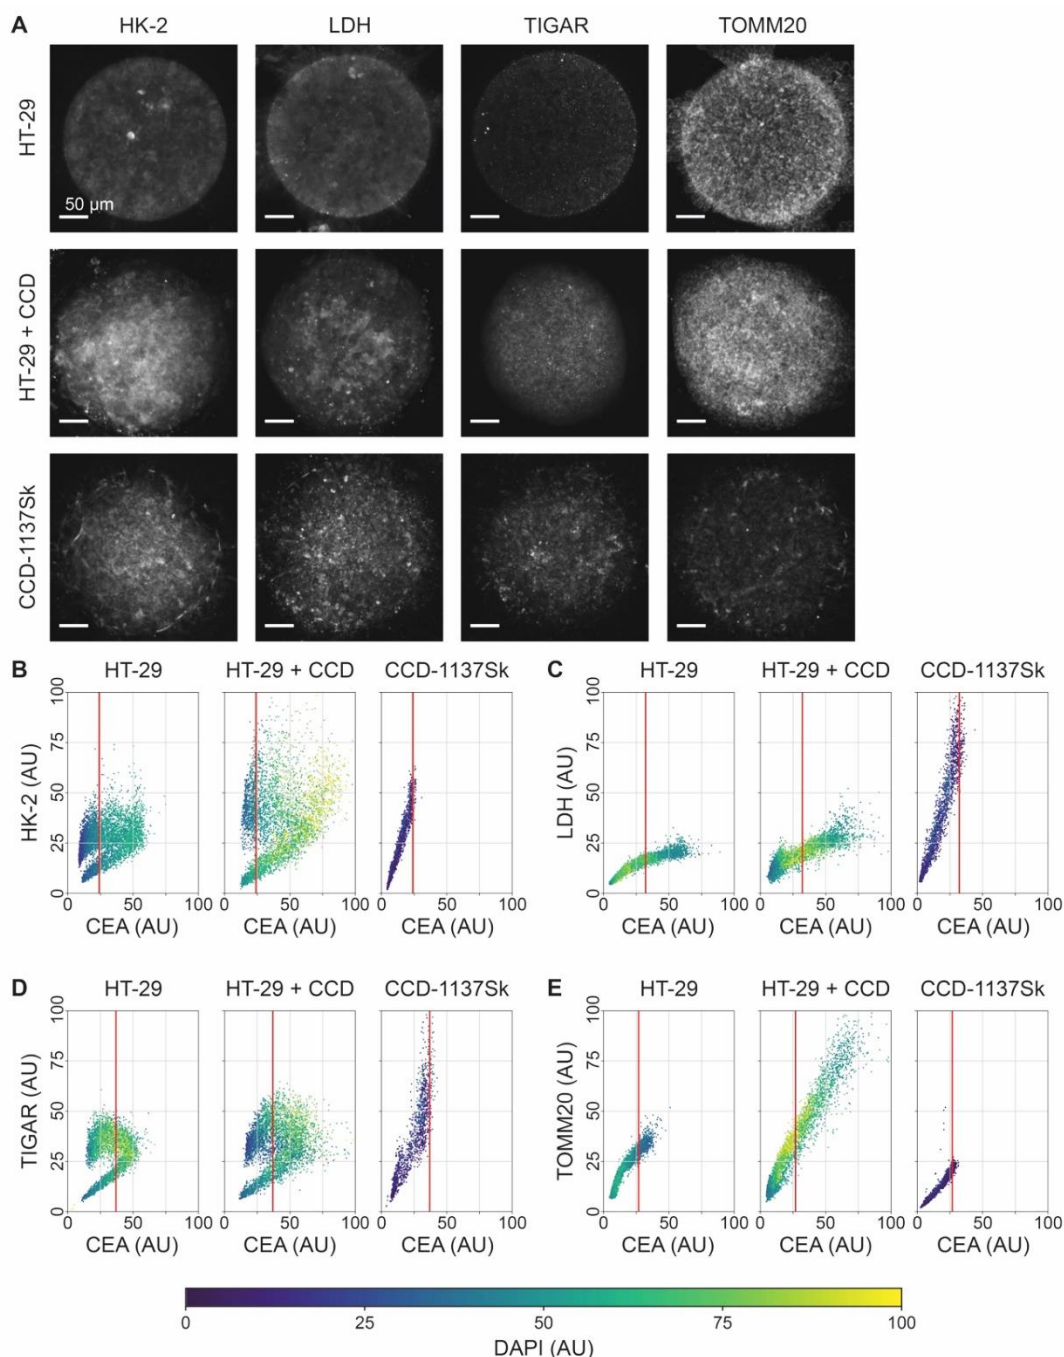 A
HK-2 LDH TIGAR TOMM20
HT-29
50 µm
HT-29 + CCD
CCD-1137Sk
B HT-29 HT-29 + CCD CCD-1137Sk
HK-2 (AU)
0 25 50 75 100
0 50 100 0 50 100 0 50 100
CEA (AU) CEA (AU) CEA (AU)
C HT-29 HT-29 + CCD CCD-1137Sk
LDH (AU)
0 25 50 75 100
0 50 100 0 50 100 0 50 100
CEA (AU) CEA (AU) CEA (AU)
D HT-29 HT-29 + CCD CCD-1137Sk
TIGAR (AU)
0 25 50 75 100
0 50 100 0 50 100 0 50 100
CEA (AU) CEA (AU) CEA (AU)
E HT-29 HT-29 + CCD CCD-1137Sk
TOMM20 (AU)
0 25 50 75 100
0 50 100 0 50 100 0 50 100
CEA (AU) CEA (AU) CEA (AU)
0 25 50 75 100
DAPI (AU)